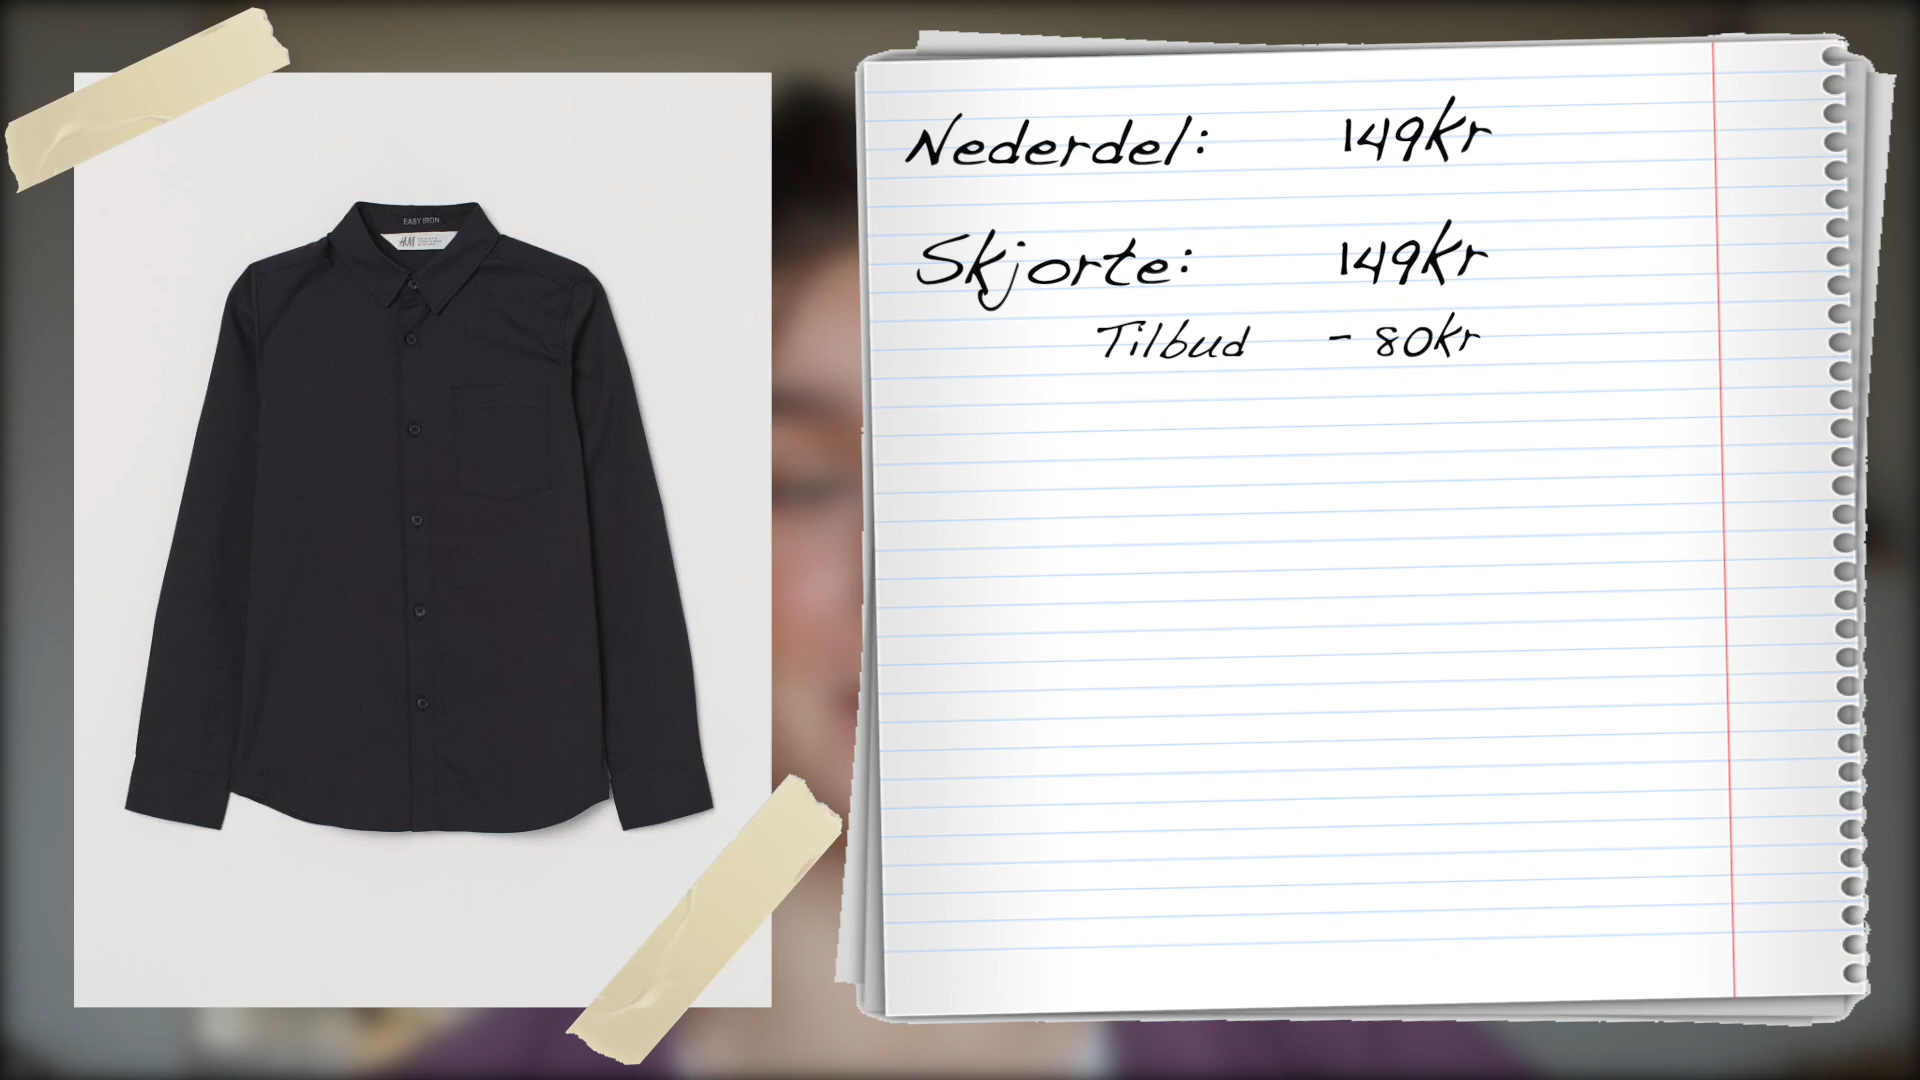 EASY IRON
H&M
Nederdel: 149kr
Skjorte: 149kr
Tilbud - 80kr